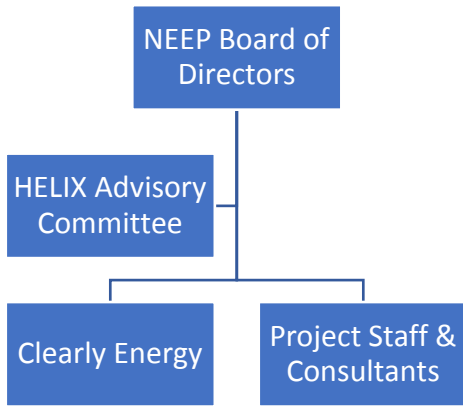 NEEP Board of
Directors
HELIX Advisory
Committee
Clearly Energy
Project Staff &
Consultants